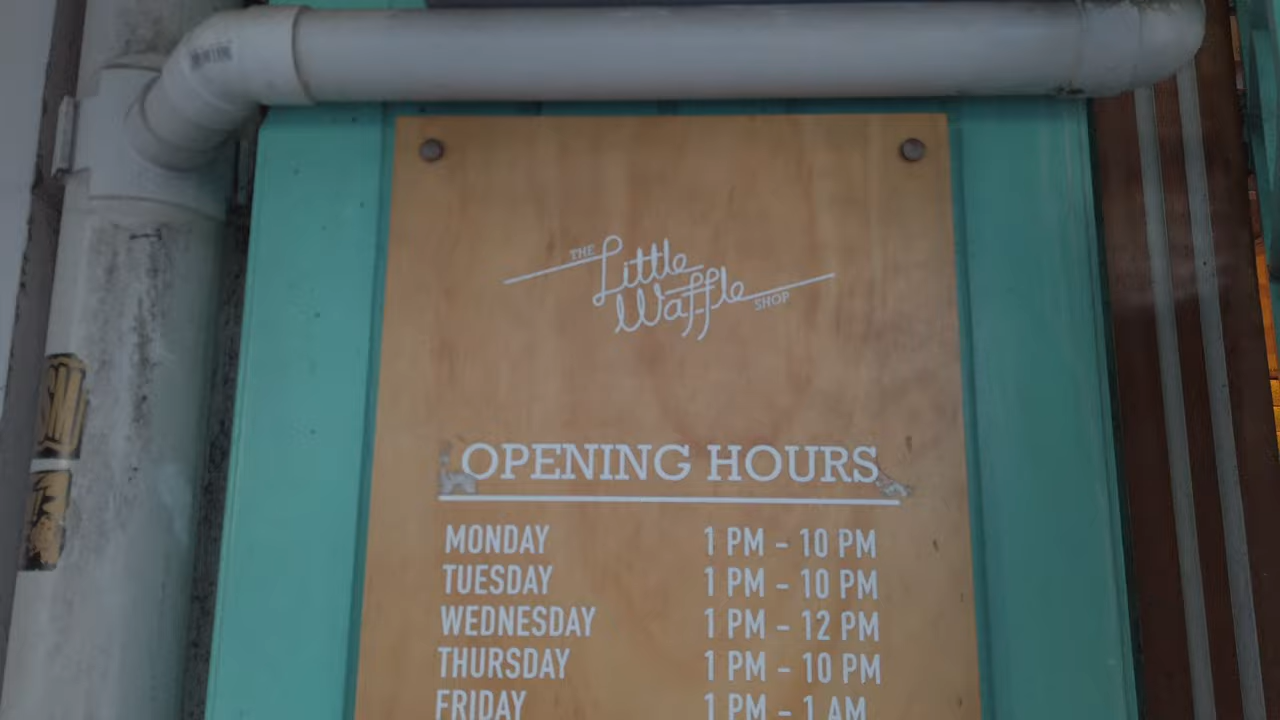 THE
Little
Waffle
SHOP
OPENING HOURS
MONDAY 1 PM - 10 PM
TUESDAY 1 PM - 10 PM
WEDNESDAY 1 PM - 12 PM
THURSDAY 1 PM - 10 PM
FRIDAY 1 PM - 1 AM